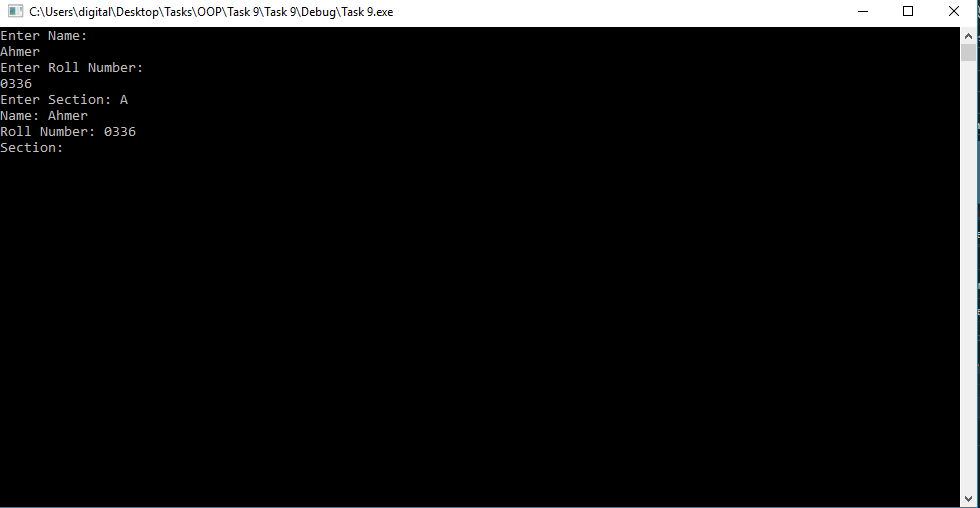 C:\Users\digital\Desktop\Tasks\OOP\Task 9\Task 9\Debug\Task 9.exe
Enter Name:
Ahmer
Enter Roll Number:
0336
Enter Section: A
Name: Ahmer
Roll Number: 0336
Section: